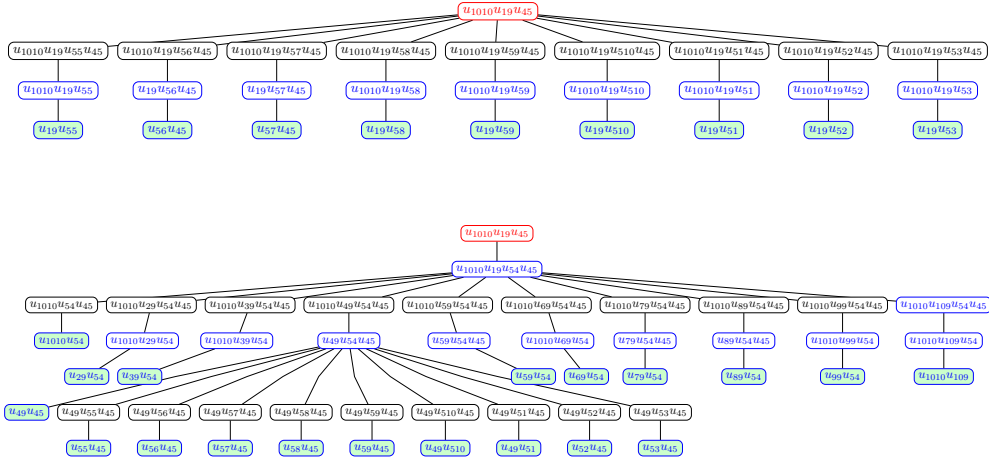 u₁₀₁₀u₁₉u₄₅
u₁₀₁₀u₁₉u₅₅u₄₅ u₁₀₁₀u₁₉u₅₆u₄₅ u₁₀₁₀u₁₉u₅₇u₄₅ u₁₀₁₀u₁₉u₅₈u₄₅ u₁₀₁₀u₁₉u₅₉u₄₅ u₁₀₁₀u₁₉u₅₁₀u₄₅ u₁₀₁₀u₁₉u₅₁u₄₅ u₁₀₁₀u₁₉u₅₂u₄₅ u₁₀₁₀u₁₉u₅₃u₄₅
u₁₀₁₀u₁₉u₅₅ u₁₉u₅₆u₄₅ u₁₉u₅₇u₄₅ u₁₀₁₀u₁₉u₅₈ u₁₀₁₀u₁₉u₅₉ u₁₀₁₀u₁₉u₅₁₀ u₁₀₁₀u₁₉u₅₁ u₁₀₁₀u₁₉u₅₂ u₁₀₁₀u₁₉u₅₃
u₁₉u₅₅ u₅₆u₄₅ u₅₇u₄₅ u₁₉u₅₈ u₁₉u₅₉ u₁₉u₅₁₀ u₁₉u₅₁ u₁₉u₅₂ u₁₉u₅₃
u₁₀₁₀u₁₉u₄₅
u₁₀₁₀u₁₉u₅₄u₄₅
u₁₀₁₀u₅₄u₄₅ u₁₀₁₀u₂₉u₅₄u₄₅ u₁₀₁₀u₃₉u₅₄u₄₅ u₁₀₁₀u₄₉u₅₄u₄₅ u₁₀₁₀u₅₉u₅₄u₄₅ u₁₀₁₀u₆₉u₅₄u₄₅ u₁₀₁₀u₇₉u₅₄u₄₅ u₁₀₁₀u₈₉u₅₄u₄₅ u₁₀₁₀u₉₉u₅₄u₄₅ u₁₀₁₀u₁₀₉u₅₄u₄₅
u₁₀₁₀u₅₄ u₁₀₁₀u₂₉u₅₄ u₁₀₁₀u₃₉u₅₄ u₄₉u₅₄u₄₅ u₅₉u₅₄u₄₅ u₁₀₁₀u₆₉u₅₄ u₇₉u₅₄u₄₅ u₈₉u₅₄u₄₅ u₁₀₁₀u₉₉u₅₄ u₁₀₁₀u₁₀₉u₅₄
u₂₉u₅₄ u₃₉u₅₄ u₅₉u₅₄ u₆₉u₅₄ u₇₉u₅₄ u₈₉u₅₄ u₉₉u₅₄ u₁₀₁₀u₁₀₉
u₄₉u₄₅ u₄₉u₅₅u₄₅ u₄₉u₅₆u₄₅ u₄₉u₅₇u₄₅ u₄₉u₅₈u₄₅ u₄₉u₅₉u₄₅ u₄₉u₅₁₀u₄₅ u₄₉u₅₁u₄₅ u₄₉u₅₂u₄₅ u₄₉u₅₃u₄₅
u₅₅u₄₅ u₅₆u₄₅ u₅₇u₄₅ u₅₈u₄₅ u₅₉u₄₅ u₄₉u₅₁₀ u₄₉u₅₁ u₅₂u₄₅ u₅₃u₄₅